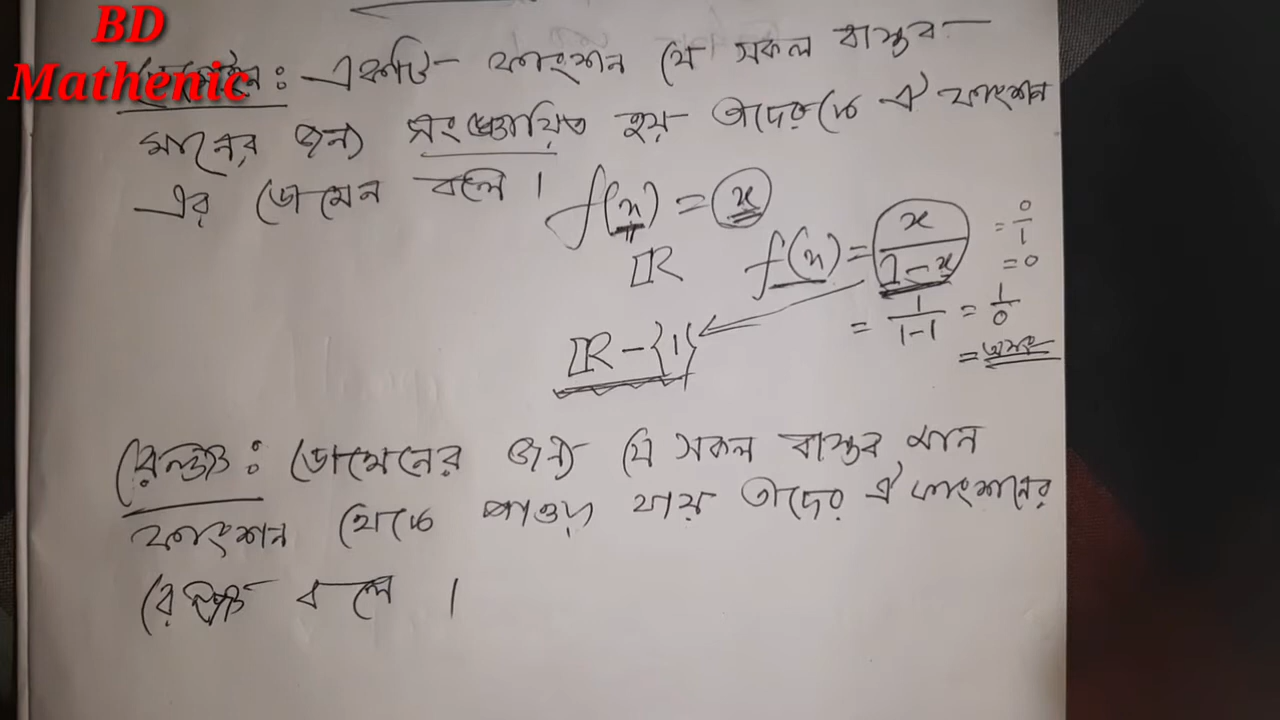 BD
Mathenic
ডোমেইন : একটি ফাংশন যে সকল বাস্তব
মানের জন্য সংজ্ঞায়িত হয় তাদেরকে ঐ ফাংশন
এর ডোমেন বলে ।
f(x) = x
ℝ
f(x) = x/(1-x)
= 0/1
= 0
= 1/(1-1) = 1/0
= অসং
ℝ - {1}
রেঞ্জ : ডোমেনের জন্য যে সকল বাস্তব মান
ফাংশন থেকে পাওয়া যায় তাদের ঐ ফাংশনের
রেঞ্জ বলে ।